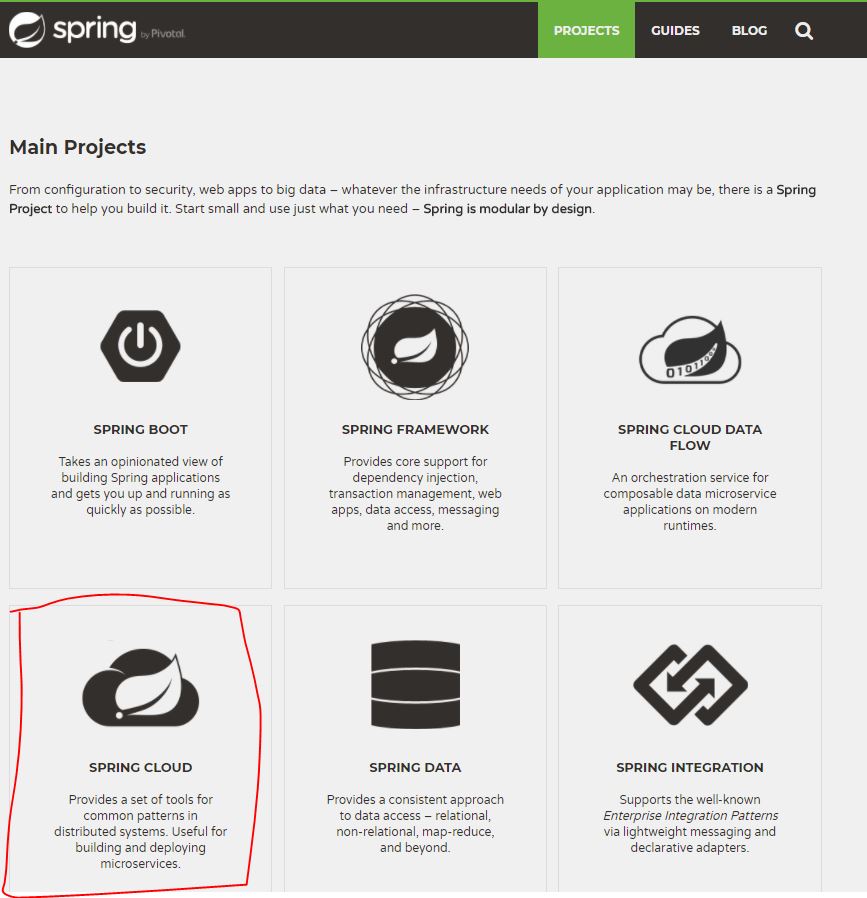 spring by Pivotal.
PROJECTS GUIDES BLOG
Main Projects
From configuration to security, web apps to big data – whatever the infrastructure needs of your application may be, there is a Spring
Project to help you build it. Start small and use just what you need – Spring is modular by design.
SPRING BOOT
Takes an opinionated view of
building Spring applications
and gets you up and running as
quickly as possible.
SPRING FRAMEWORK
Provides core support for
dependency injection,
transaction management, web
apps, data access, messaging
and more.
0101100
SPRING CLOUD DATA
FLOW
An orchestration service for
composable data microservice
applications on modern
runtimes.
SPRING CLOUD
Provides a set of tools for
common patterns in
distributed systems. Useful for
building and deploying
microservices.
SPRING DATA
Provides a consistent approach
to data access – relational,
non-relational, map-reduce,
and beyond.
SPRING INTEGRATION
Supports the well-known
Enterprise Integration Patterns
via lightweight messaging and
declarative adapters.